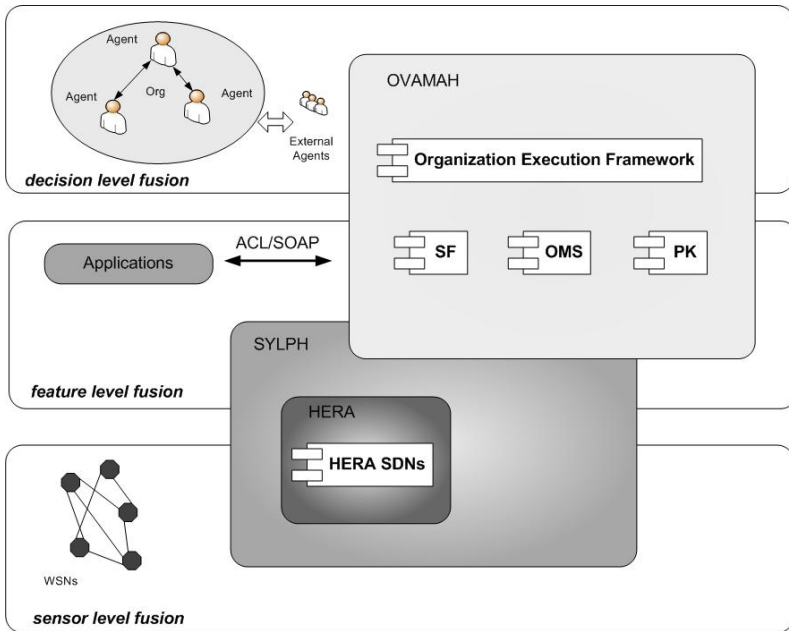 Agent
Agent
Org
Agent
External
Agents
decision level fusion
OVAMAH
Organization Execution Framework
SF
OMS
PK
Applications
ACL/SOAP
feature level fusion
SYLPH
HERA
HERA SDNs
WSNs
sensor level fusion